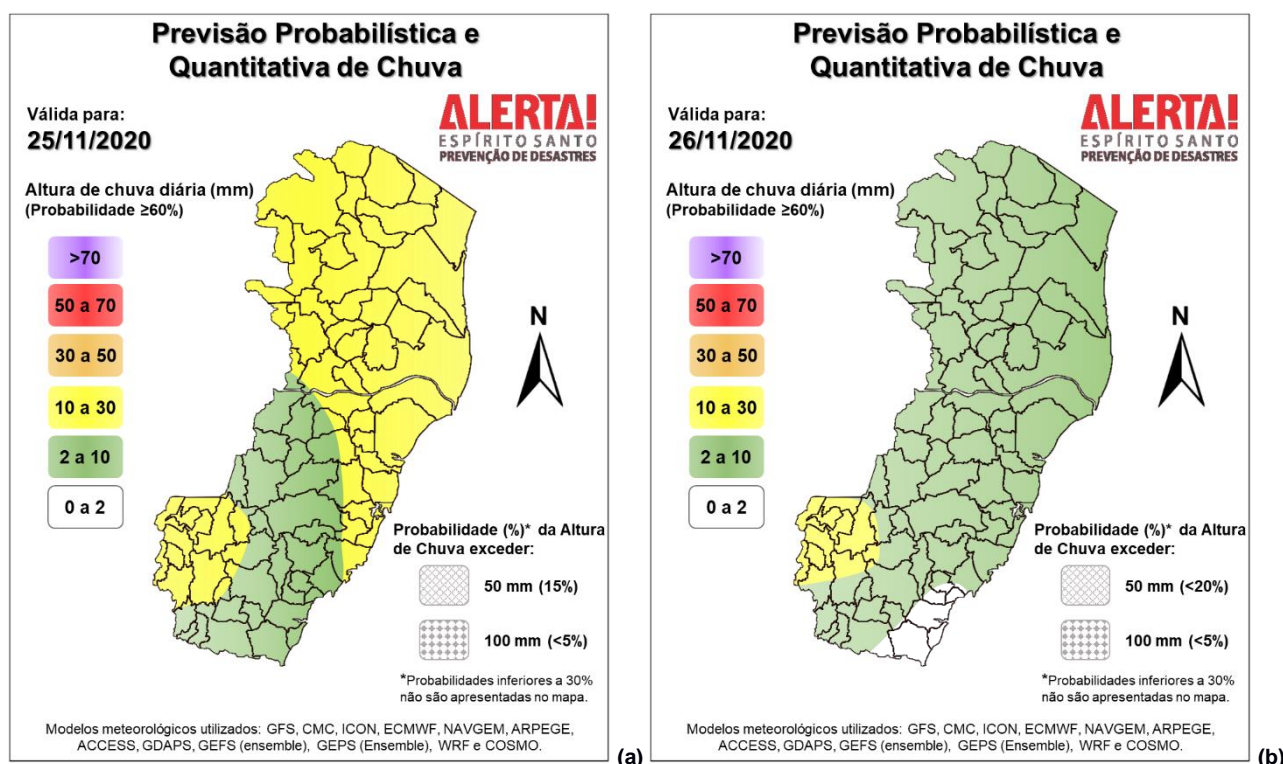 Previsão Probabilística e
Quantitativa de Chuva
Válida para:
25/11/2020
ALERTA!
ESPÍRITO SANTO
PREVENÇÃO DE DESASTRES
Altura de chuva diária (mm)
(Probabilidade ≥60%)
>70
50 a 70
30 a 50
10 a 30
2 a 10
0 a 2
N
Probabilidade (%)* da Altura
de Chuva exceder:
50 mm (15%)
100 mm (<5%)
*Probabilidades inferiores a 30%
não são apresentadas no mapa.
Modelos meteorológicos utilizados: GFS, CMC, ICON, ECMWF, NAVGEM, ARPEGE,
ACCESS, GDAPS, GEFS (ensemble), GEPS (Ensemble), WRF e COSMO.
(a)
Previsão Probabilística e
Quantitativa de Chuva
Válida para:
26/11/2020
ALERTA!
ESPÍRITO SANTO
PREVENÇÃO DE DESASTRES
Altura de chuva diária (mm)
(Probabilidade ≥60%)
>70
50 a 70
30 a 50
10 a 30
2 a 10
0 a 2
N
Probabilidade (%)* da Altura
de Chuva exceder:
50 mm (<20%)
100 mm (<5%)
*Probabilidades inferiores a 30%
não são apresentadas no mapa.
Modelos meteorológicos utilizados: GFS, CMC, ICON, ECMWF, NAVGEM, ARPEGE,
ACCESS, GDAPS, GEFS (ensemble), GEPS (Ensemble), WRF e COSMO.
(b)